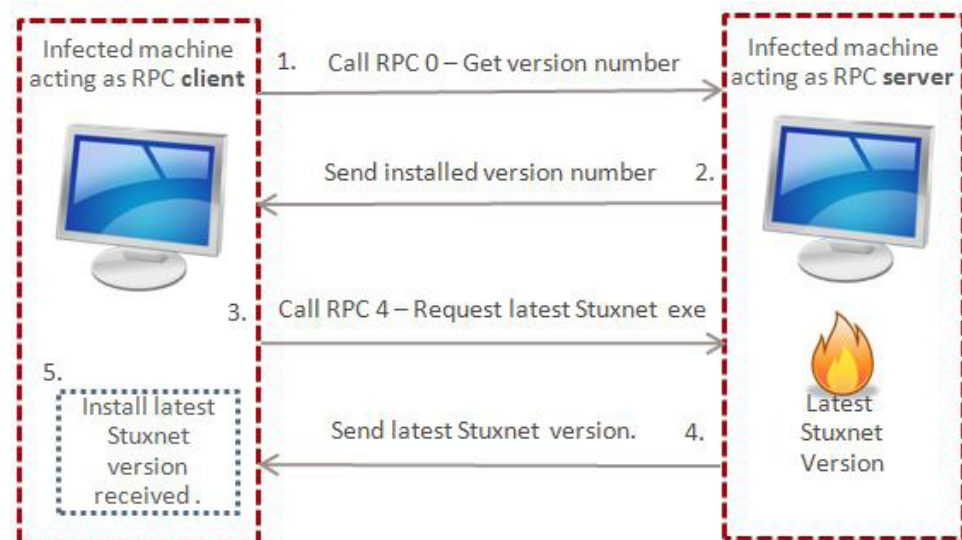 Infected machine
acting as RPC client
Infected machine
acting as RPC server
1.
Call RPC 0 – Get version number
Send installed version number
2.
3.
Call RPC 4 – Request latest Stuxnet exe
Send latest Stuxnet version.
4.
5.
Install latest
Stuxnet
version
received .
Latest
Stuxnet
Version